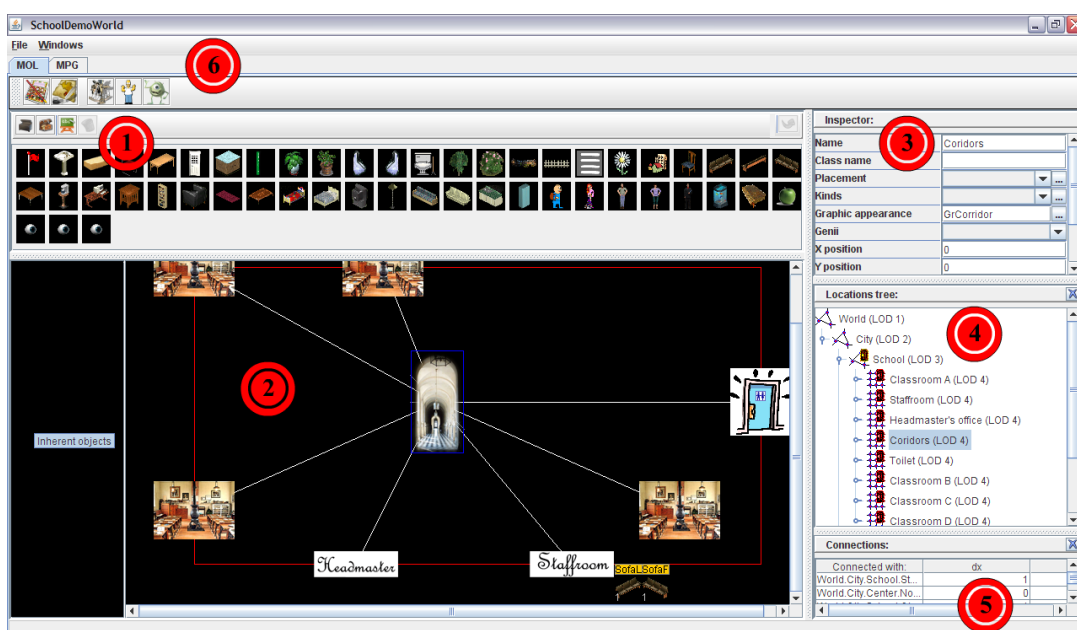 SchoolDemoWorld
File Windows
MOL MPG
6
1
Inspector:
3
Name Coridors
Class name
Placement ...
Kinds ...
Graphic appearance GrCorridor ...
Genii
X position 0
Y position 0
2
Inherent objects
Headmaster
Staffroom
SofaLSofaF
1 1
Locations tree:
4
World (LOD 1)
City (LOD 2)
School (LOD 3)
Classroom A (LOD 4)
Staffroom (LOD 4)
Headmaster's office (LOD 4)
Coridors (LOD 4)
Toilet (LOD 4)
Classroom B (LOD 4)
Classroom C (LOD 4)
Classroom D (LOD 4)
Connections:
Connected with: dx
World.City.School.St... 1
World.City.Center.No... 0
5